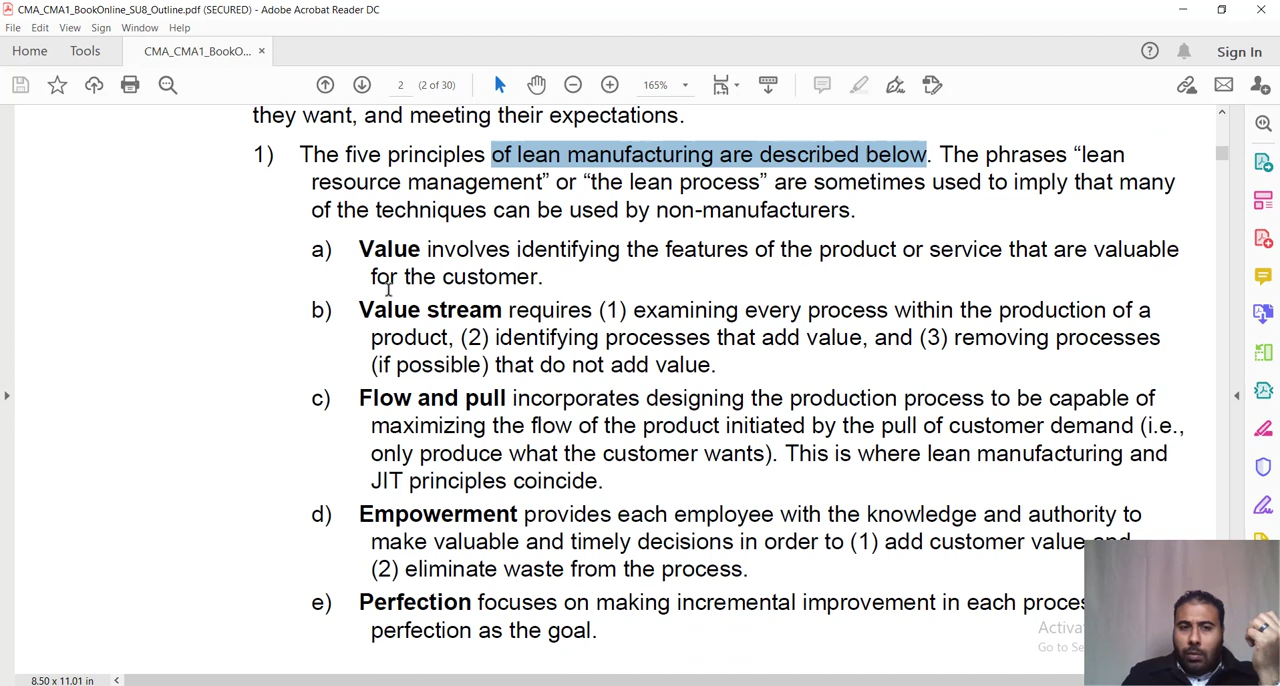 CMA_CMA1_BookOnline_SU8_Outline.pdf (SECURED) - Adobe Acrobat Reader DC
File Edit View Sign Window Help
Home Tools CMA_CMA1_BookO... × Sign In
2 (2 of 30) 165%
they want, and meeting their expectations.
1) The five principles of lean manufacturing are described below. The phrases “lean
resource management” or “the lean process” are sometimes used to imply that many
of the techniques can be used by non-manufacturers.
a) Value involves identifying the features of the product or service that are valuable
for the customer.
b) Value stream requires (1) examining every process within the production of a
product, (2) identifying processes that add value, and (3) removing processes
(if possible) that do not add value.
c) Flow and pull incorporates designing the production process to be capable of
maximizing the flow of the product initiated by the pull of customer demand (i.e.,
only produce what the customer wants). This is where lean manufacturing and
JIT principles coincide.
d) Empowerment provides each employee with the knowledge and authority to
make valuable and timely decisions in order to (1) add customer value and
(2) eliminate waste from the process.
e) Perfection focuses on making incremental improvement in each proces
perfection as the goal.
Activa
Go to Se
8.50 x 11.01 in